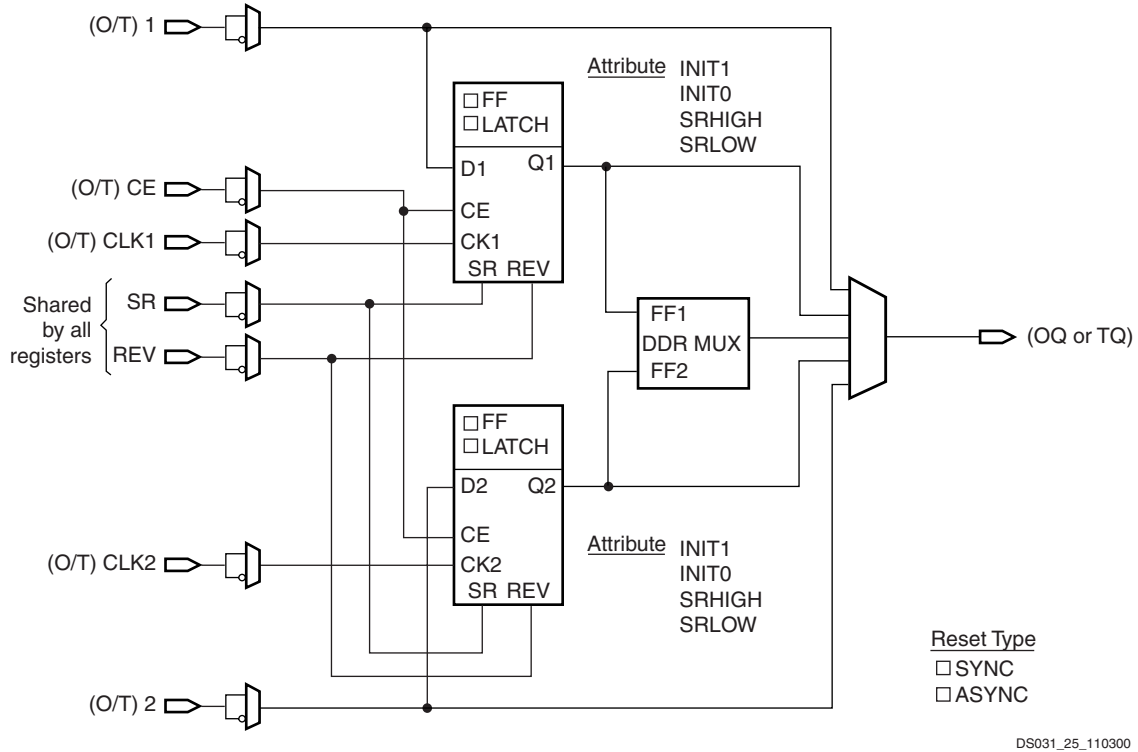 (O/T) 1
Attribute INIT1
INIT0
SRHIGH
SRLOW
FF
LATCH
D1 Q1
(O/T) CE
CE
(O/T) CLK1
CK1
SR REV
Shared
by all
registers
SR
REV
FF1
DDR MUX
FF2
(OQ or TQ)
FF
LATCH
D2 Q2
CE
(O/T) CLK2
CK2
SR REV
Attribute INIT1
INIT0
SRHIGH
SRLOW
Reset Type
SYNC
ASYNC
(O/T) 2
DS031_25_110300